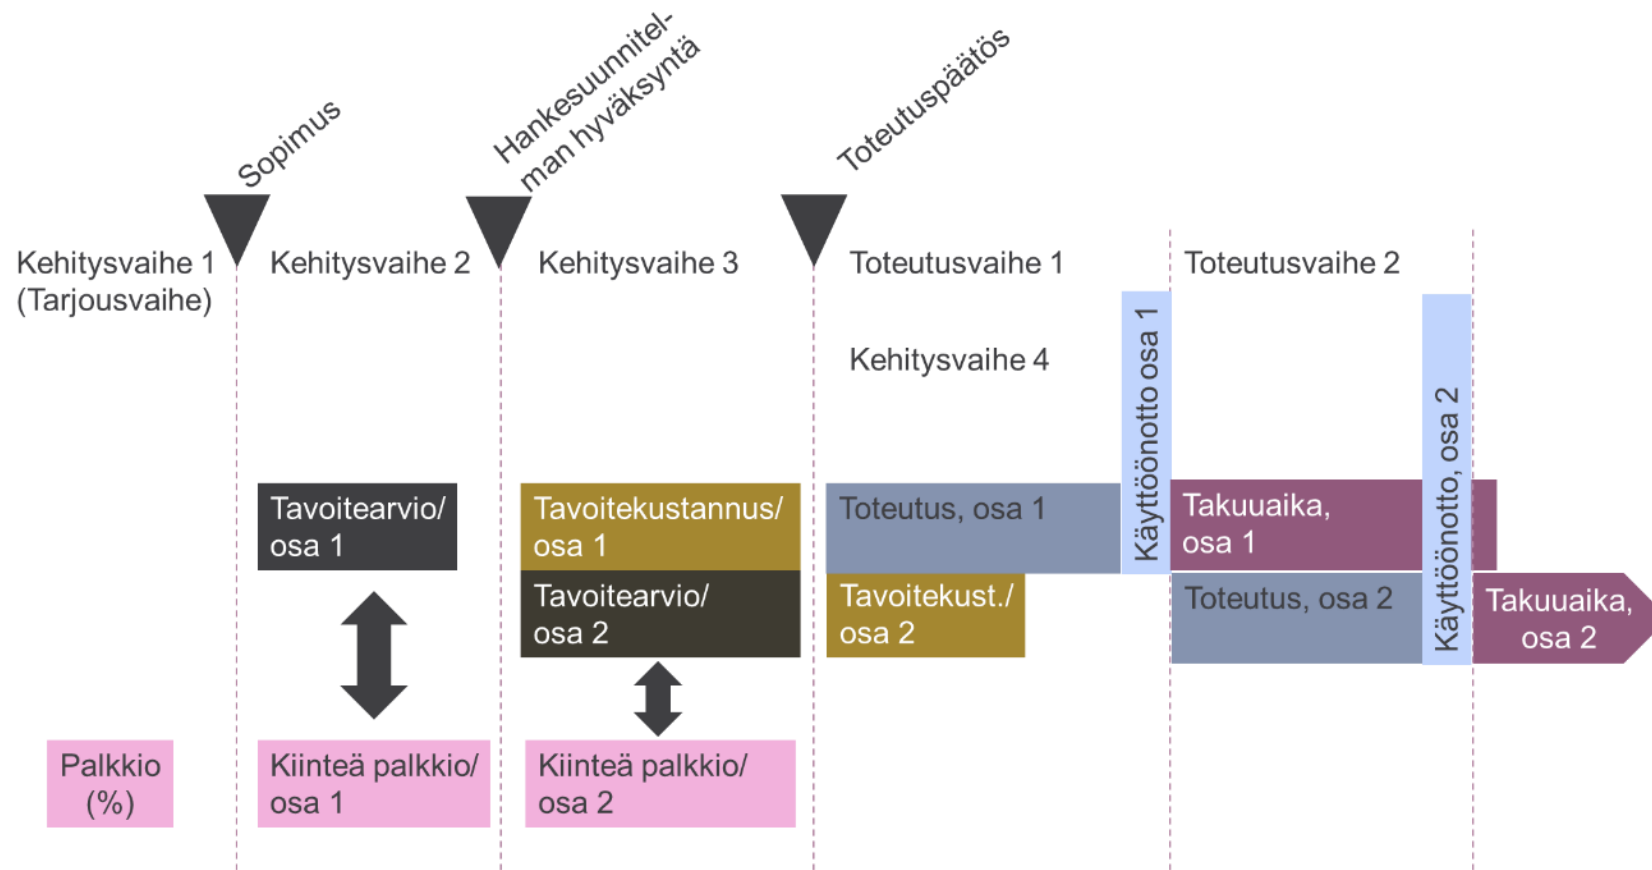 Sopimus
Hankesuunnitel-
man hyväksyntä
Toteutuspäätös
Kehitysvaihe 1
(Tarjousvaihe)
Kehitysvaihe 2
Kehitysvaihe 3
Toteutusvaihe 1
Toteutusvaihe 2
Kehitysvaihe 4
Käyttöönotto osa 1
Käyttöönotto, osa 2
Tavoitearvio/
osa 1
Tavoitekustannus/
osa 1
Toteutus, osa 1
Takuuaika,
osa 1
Tavoitearvio/
osa 2
Tavoitekust./
osa 2
Toteutus, osa 2
Takuuaika,
osa 2
Palkkio
(%)
Kiinteä palkkio/
osa 1
Kiinteä palkkio/
osa 2